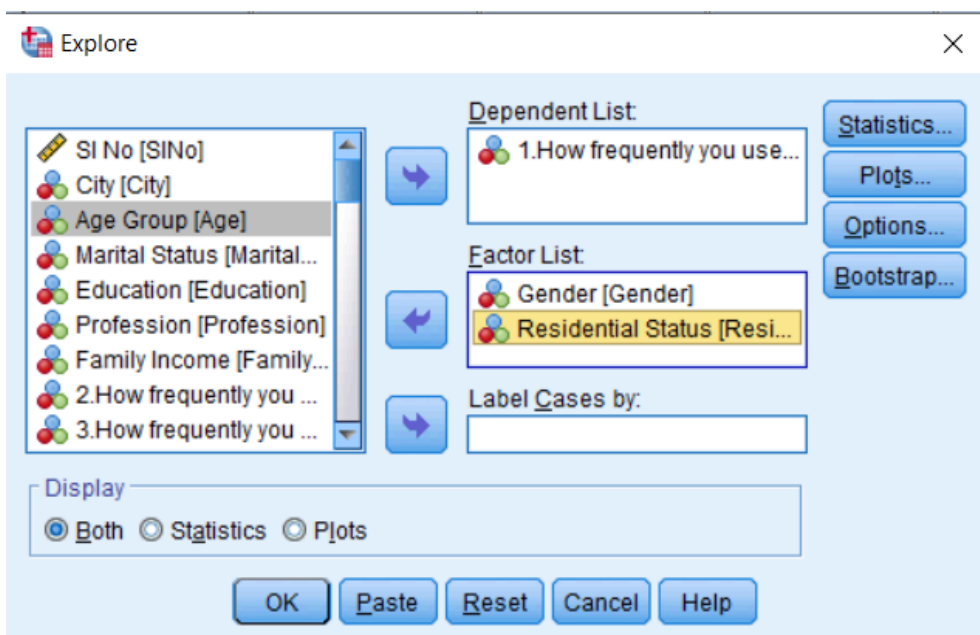 Explore
Dependent List:
1.How frequently you use...
Statistics...
Plots...
Options...
Bootstrap...
SI No [SINo]
City [City]
Age Group [Age]
Marital Status [Marital...
Education [Education]
Profession [Profession]
Family Income [Family...
2.How frequently you ...
3.How frequently you ...
Factor List:
Gender [Gender]
Residential Status [Resi...
Label Cases by:
Display
Both Statistics Plots
OK Paste Reset Cancel Help